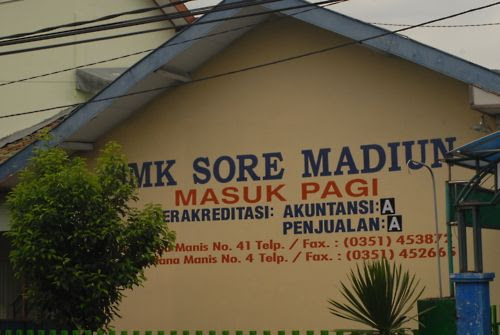 MK SORE MADIUN
MASUK PAGI
ERAKREDITASI: AKUNTANSI: A
PENJUALAN: A
Manis No. 41 Telp. / Fax. : (0351) 45387
ana Manis No. 4 Telp. / Fax. : (0351) 45266